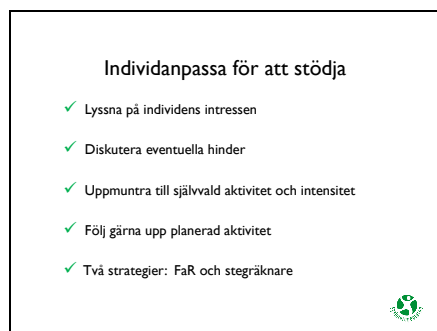 Individanpassa för att stödja
Lyssna på individens intressen
Diskutera eventuella hinder
Uppmuntra till självvald aktivitet och intensitet
Följ gärna upp planerad aktivitet
Två strategier: FaR och stegräknare